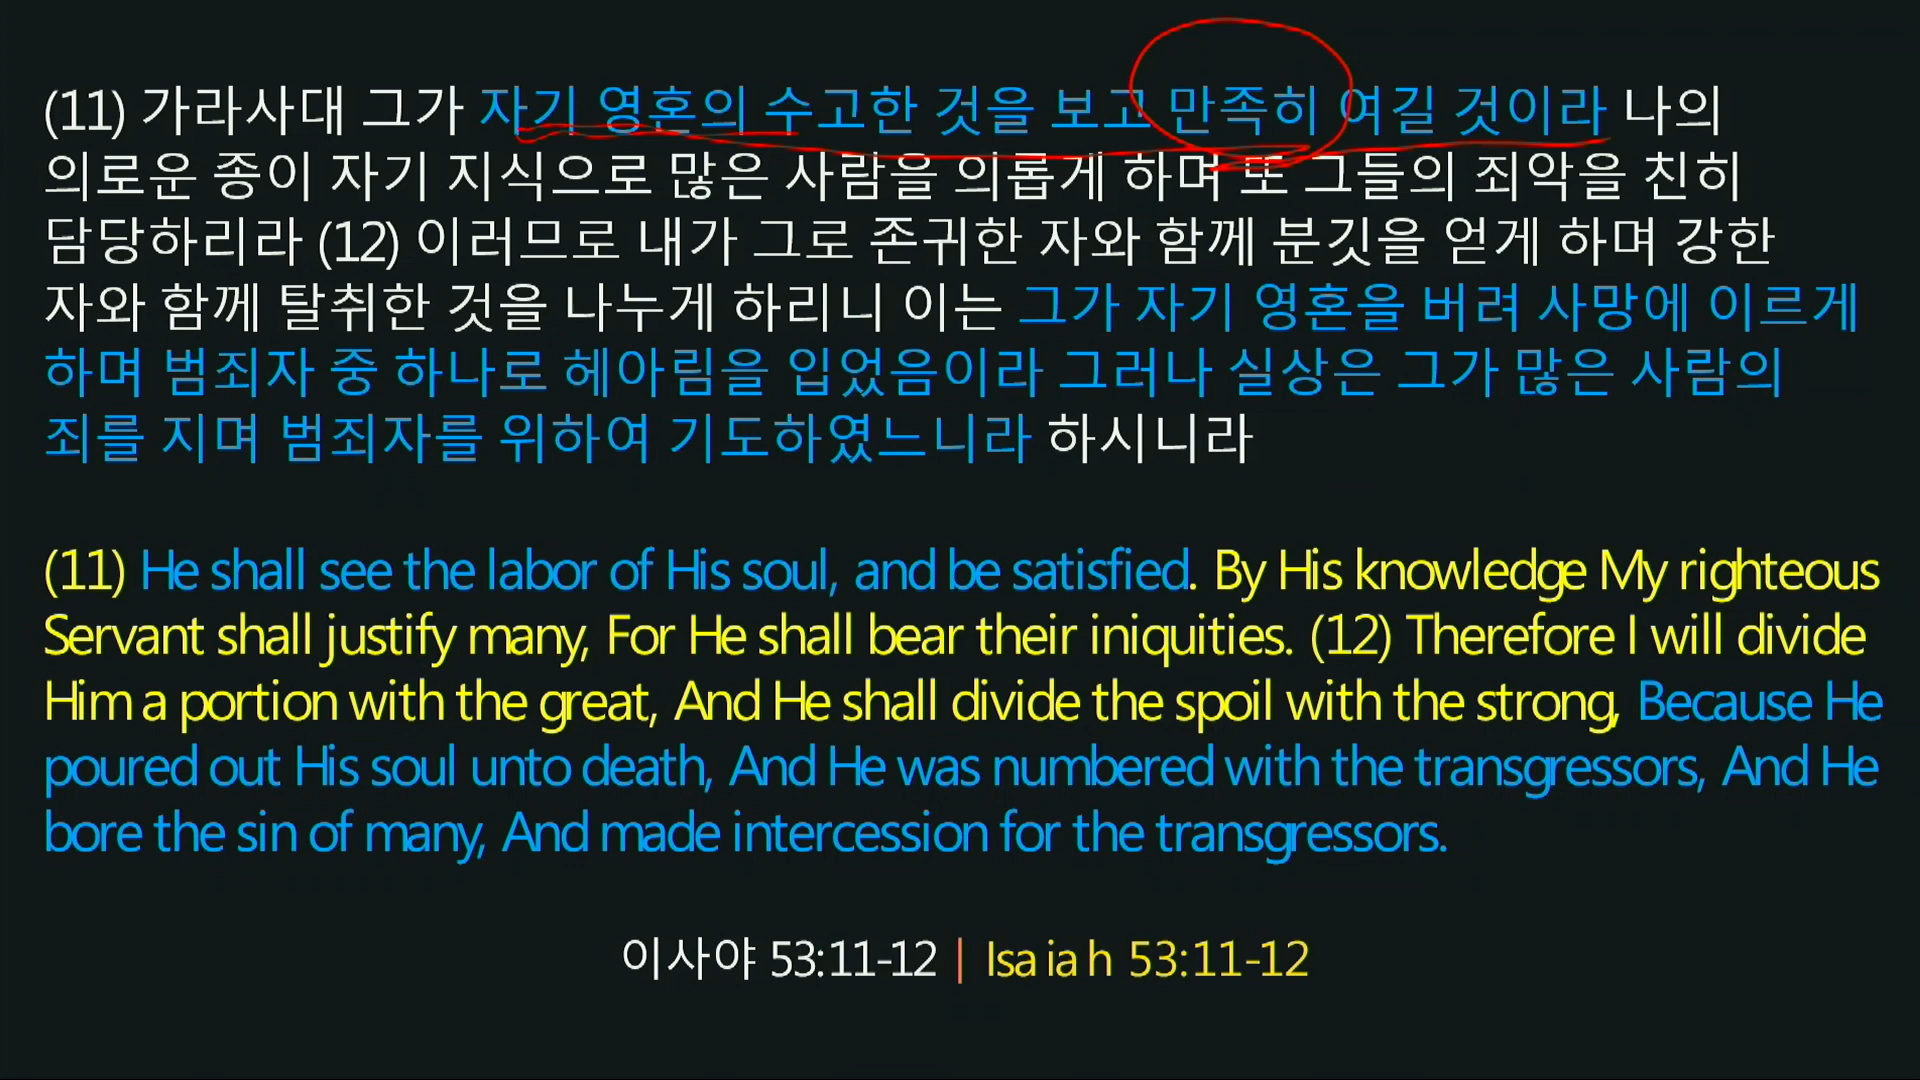 (11) 가라사대 그가 자기 영혼의 수고한 것을 보고 만족히 여길 것이라 나의
의로운 종이 자기 지식으로 많은 사람을 의롭게 하며 또 그들의 죄악을 친히
담당하리라 (12) 이러므로 내가 그로 존귀한 자와 함께 분깃을 얻게 하며 강한
자와 함께 탈취한 것을 나누게 하리니 이는 그가 자기 영혼을 버려 사망에 이르게
하며 범죄자 중 하나로 헤아림을 입었음이라 그러나 실상은 그가 많은 사람의
죄를 지며 범죄자를 위하여 기도하였느니라 하시니라
(11) He shall see the labor of His soul, and be satisfied. By His knowledge My righteous
Servant shall justify many, For He shall bear their iniquities. (12) Therefore I will divide
Him a portion with the great, And He shall divide the spoil with the strong, Because He
poured out His soul unto death, And He was numbered with the transgressors, And He
bore the sin of many, And made intercession for the transgressors.
이사야 53:11-12 | Isaiah 53:11-12